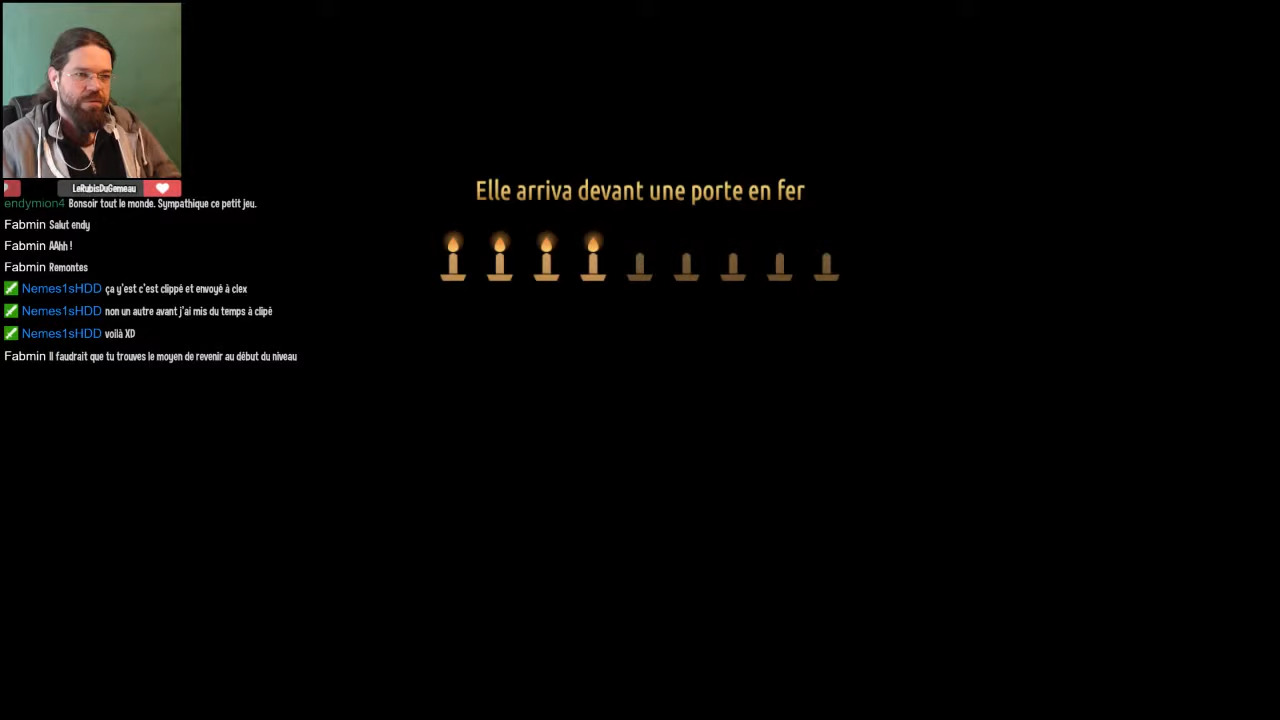 LeRubisDuGemeau
endymion4 Bonsoir tout le monde. Sympathique ce petit jeu.
Fabmin Salut endy
Fabmin AAhh !
Fabmin Remontes
Nemes1sHDD ça y'est c'est clippé et envoyé à clex
Nemes1sHDD non un autre avant j'ai mis du temps à clipé
Nemes1sHDD voilà XD
Fabmin Il faudrait que tu trouves le moyen de revenir au début du niveau
Elle arriva devant une porte en fer